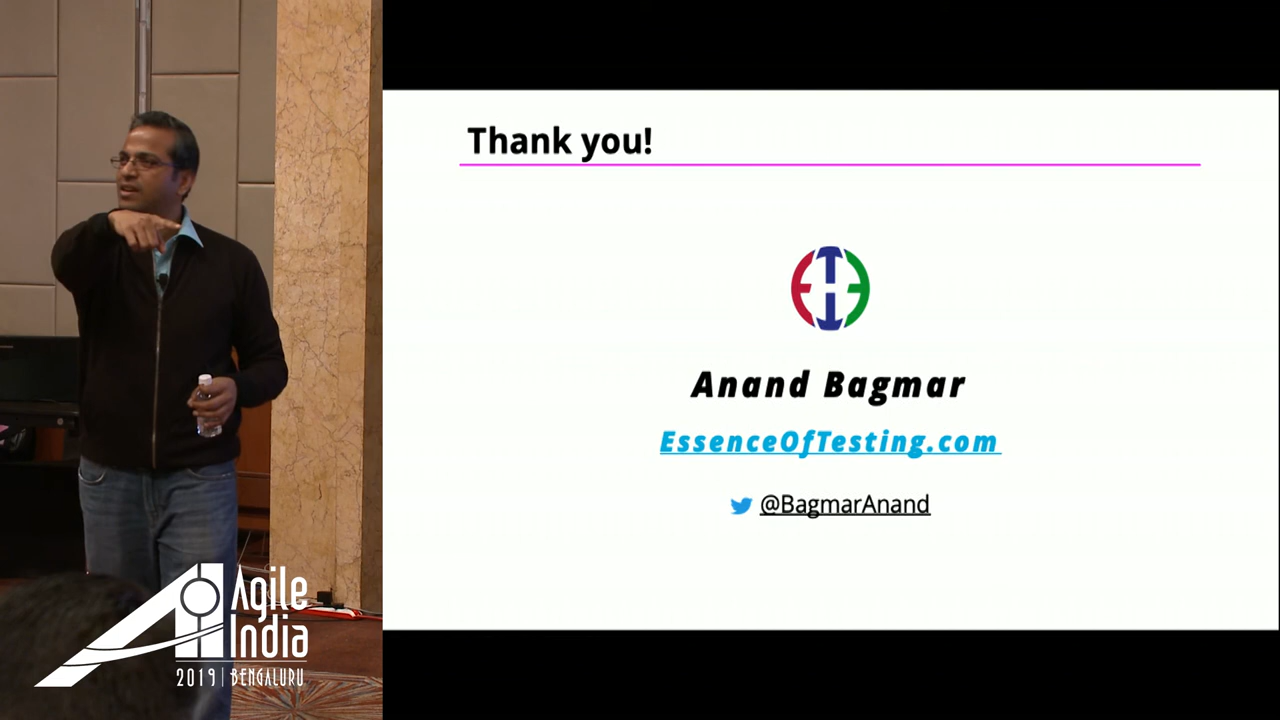 Thank you!
Anand Bagmar
EssenceOfTesting.com
@BagmarAnand
Agile
India
2019 | BENGALURU